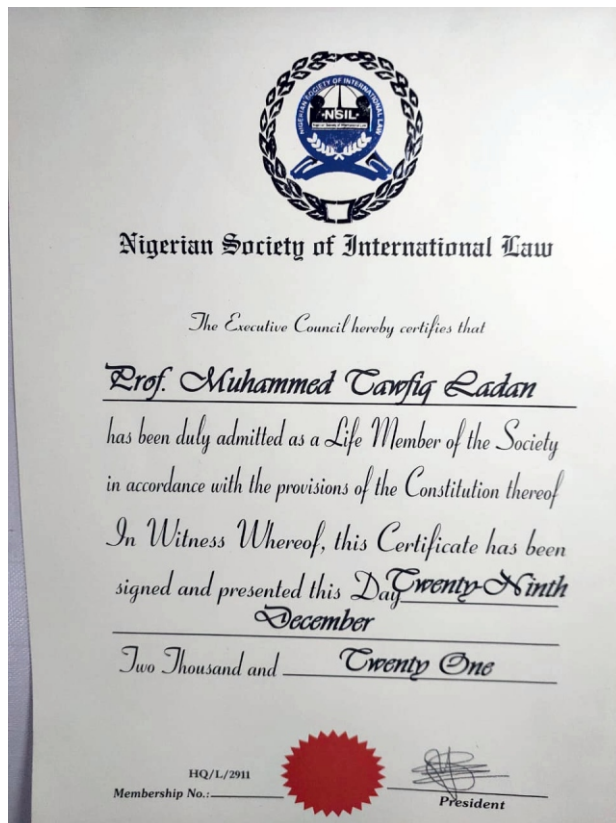 NIGERIAN SOCIETY OF INTERNATIONAL LAW
-NSIL-
Nigerian Society of International Law
The Executive Council hereby certifies that
Prof. Muhammed Tawfiq Ladan
has been duly admitted as a Life Member of the Society
in accordance with the provisions of the Constitution thereof
In Witness Whereof, this Certificate has been
signed and presented this Day Twenty-Ninth
December
Two Thousand and Twenty One
HQ/L/2911
Membership No.:
President